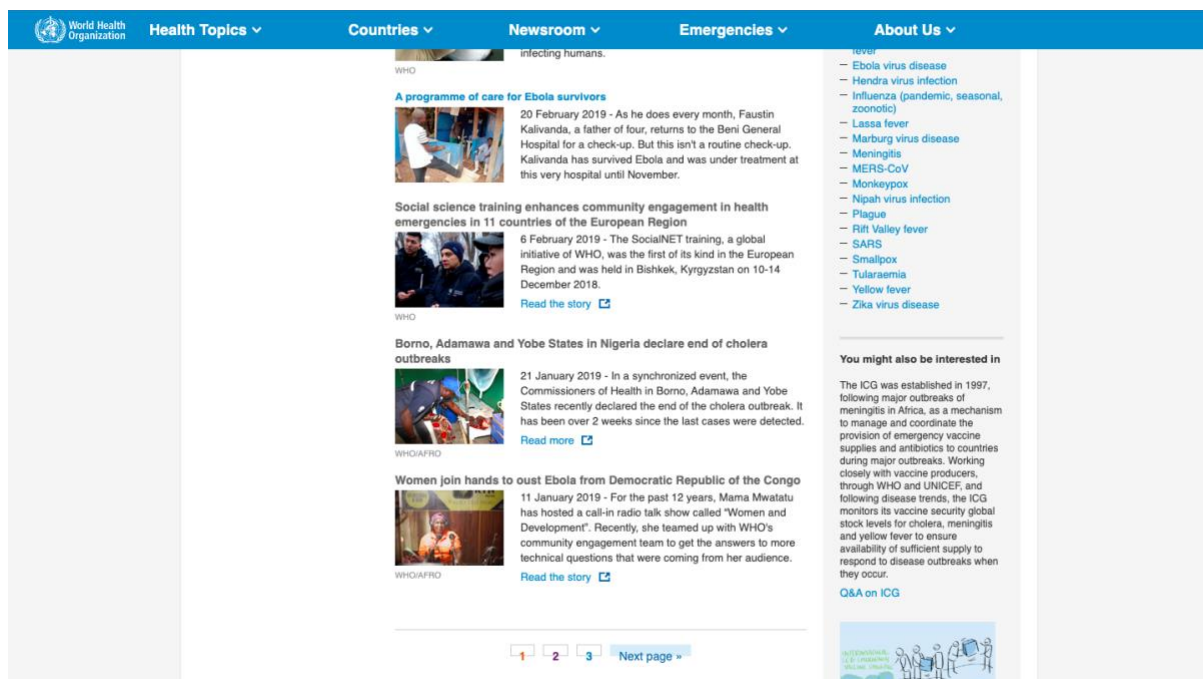 World Health
Organization
Health Topics
Countries
Newsroom
Emergencies
About Us
infecting humans.
WHO
A programme of care for Ebola survivors
20 February 2019 - As he does every month, Faustin
Kalivanda, a father of four, returns to the Beni General
Hospital for a check-up. But this isn't a routine check-up.
Kalivanda has survived Ebola and was under treatment at
this very hospital until November.
Social science training enhances community engagement in health
emergencies in 11 countries of the European Region
6 February 2019 - The SocialNET training, a global
initiative of WHO, was the first of its kind in the European
Region and was held in Bishkek, Kyrgyzstan on 10-14
December 2018.
Read the story
WHO
Borno, Adamawa and Yobe States in Nigeria declare end of cholera
outbreaks
21 January 2019 - In a synchronized event, the
Commissioners of Health in Borno, Adamawa and Yobe
States recently declared the end of the cholera outbreak. It
has been over 2 weeks since the last cases were detected.
Read more
WHO/AFRO
Women join hands to oust Ebola from Democratic Republic of the Congo
11 January 2019 - For the past 12 years, Mama Mwatatu
has hosted a call-in radio talk show called "Women and
Development". Recently, she teamed up with WHO's
community engagement team to get the answers to more
technical questions that were coming from her audience.
Read the story
WHO/AFRO
1 2 3 Next page »
fever
– Ebola virus disease
– Hendra virus infection
– Influenza (pandemic, seasonal,
zoonotic)
– Lassa fever
– Marburg virus disease
– Meningitis
– MERS-CoV
– Monkeypox
– Nipah virus infection
– Plague
– Rift Valley fever
– SARS
– Smallpox
– Tularaemia
– Yellow fever
– Zika virus disease
You might also be interested in
The ICG was established in 1997,
following major outbreaks of
meningitis in Africa, as a mechanism
to manage and coordinate the
provision of emergency vaccine
supplies and antibiotics to countries
during major outbreaks. Working
closely with vaccine producers,
through WHO and UNICEF, and
following disease trends, the ICG
monitors its vaccine security global
stock levels for cholera, meningitis
and yellow fever to ensure
availability of sufficient supply to
respond to disease outbreaks when
they occur.
Q&A on ICG